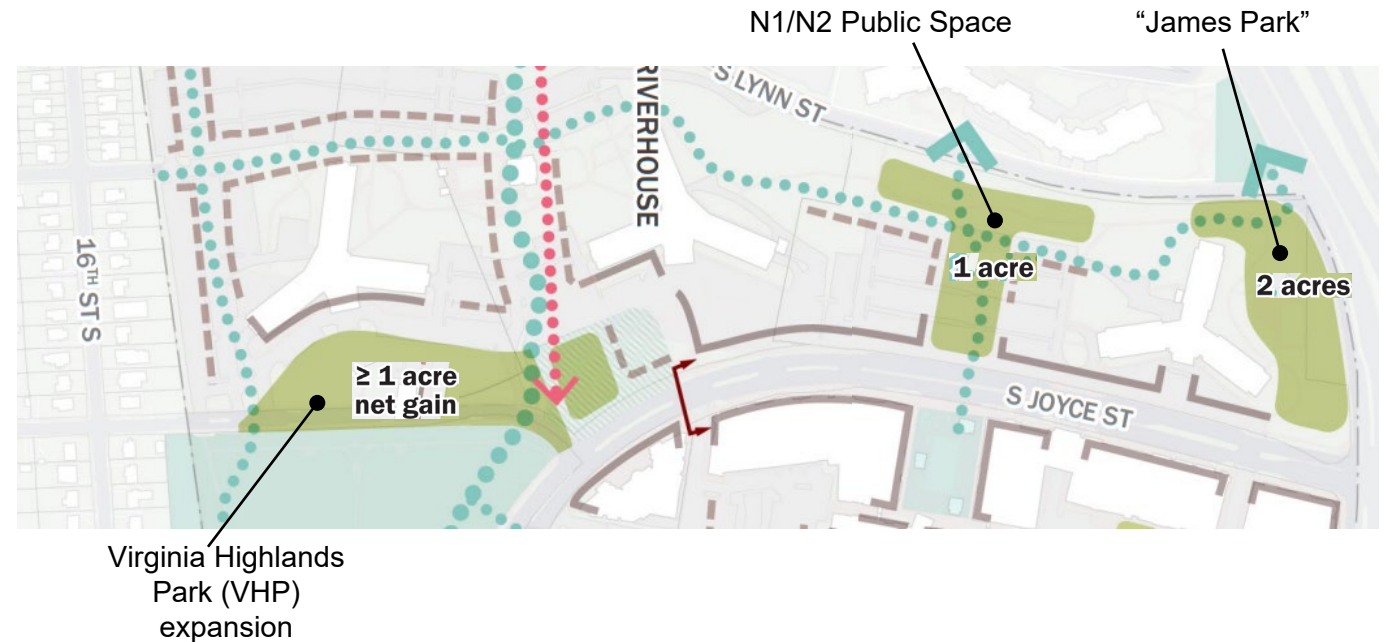 N1/N2 Public Space
“James Park”
RIVERHOUSE
S LYNN ST
1 acre
2 acres
16TH ST S
≥ 1 acre
net gain
S JOYCE ST
Virginia Highlands
Park (VHP)
expansion